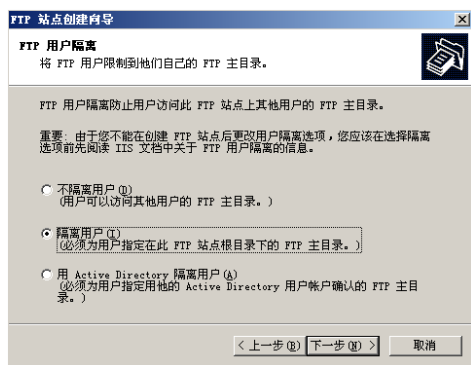 FTP 站点创建向导
FTP 用户隔离
将 FTP 用户限制到他们自己的 FTP 主目录。
FTP 用户隔离防止用户访问此 FTP 站点上其他用户的 FTP 主目录。
重要: 由于您不能在创建 FTP 站点后更改用户隔离选项，您应该在选择隔离
选项前先阅读 IIS 文档中关于 FTP 用户隔离的信息。
不隔离用户(D)
(用户可以访问其他用户的 FTP 主目录。)
隔离用户(I)
(必须为用户指定在此 FTP 站点根目录下的 FTP 主目录。)
用 Active Directory 隔离用户(A)
(必须为用户指定用他的 Active Directory 用户帐户确认的 FTP 主目
录。)
< 上一步(B) 下一步(N) > 取消